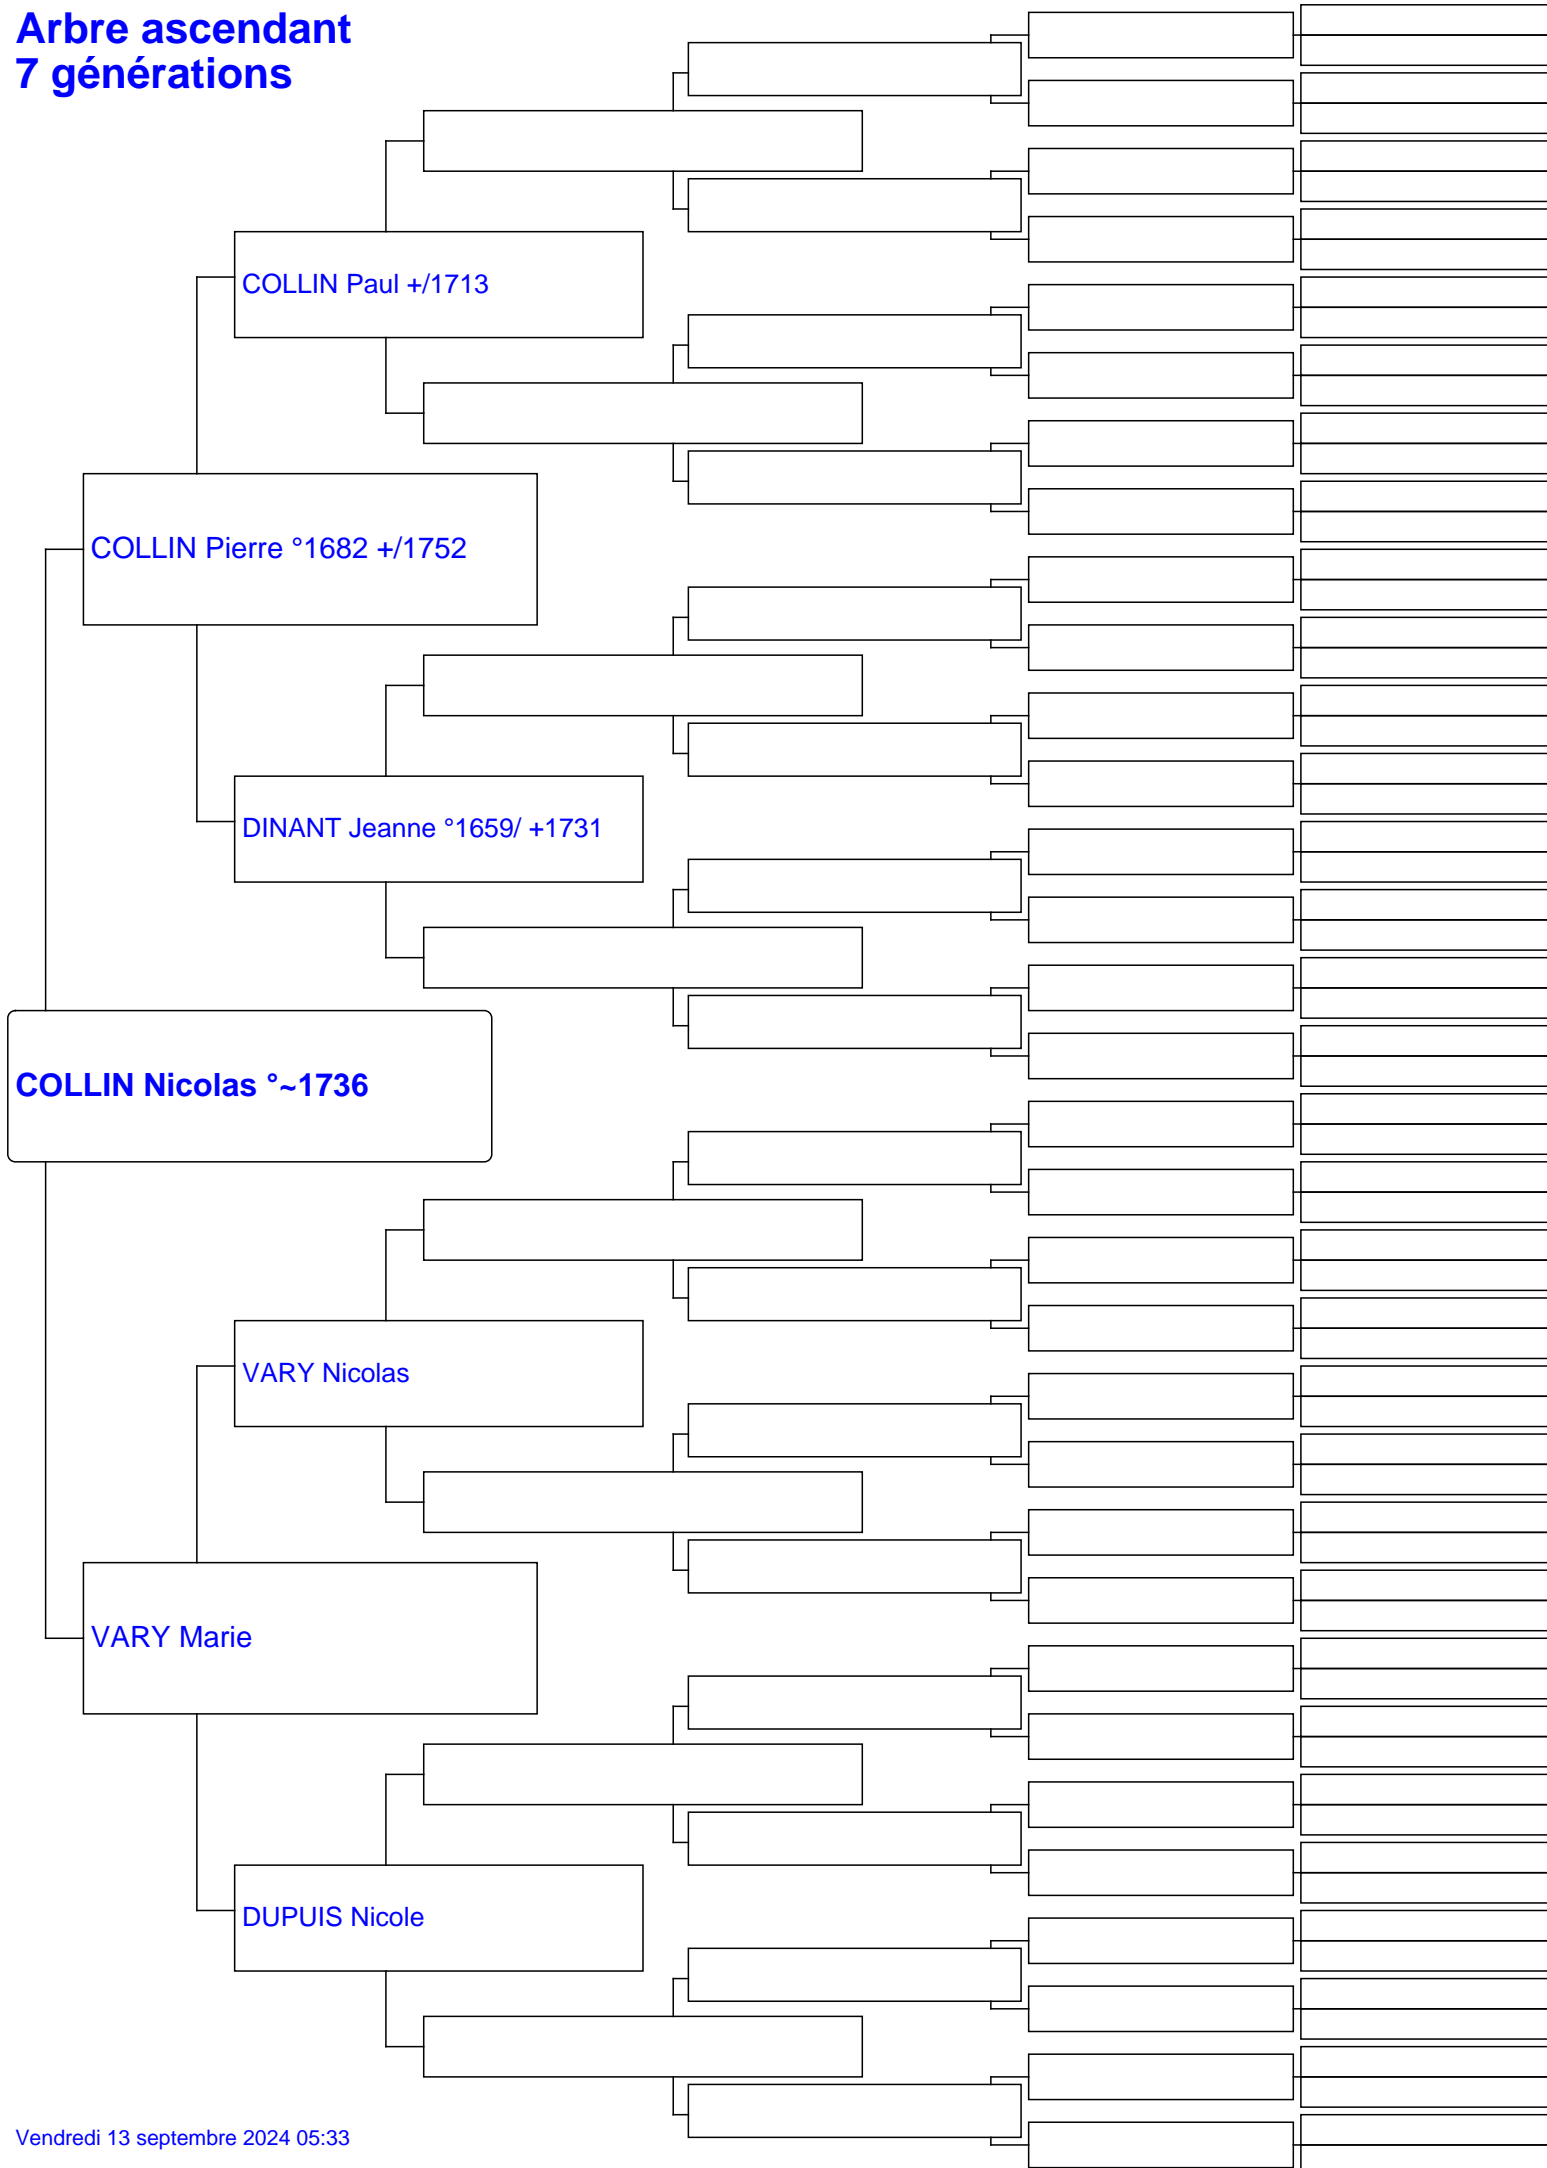 Arbre ascendant
7 générations
COLLIN Paul +/1713
COLLIN Pierre °1682 +/1752
DINANT Jeanne °1659/ +1731
COLLIN Nicolas °~1736
VARY Nicolas
VARY Marie
DUPUIS Nicole
Vendredi 13 septembre 2024 05:33